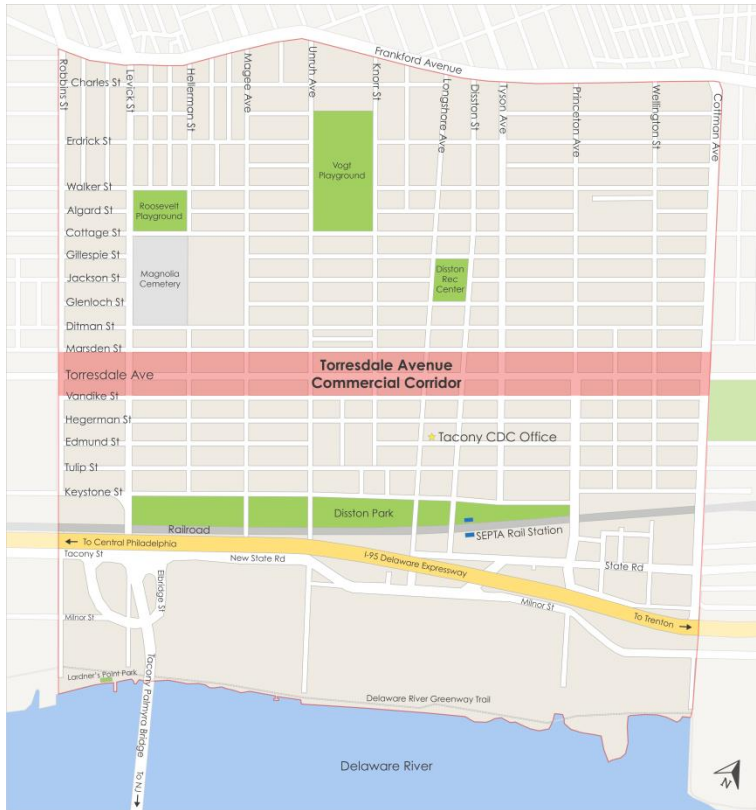 Frankford Avenue
Robbins St
Levick St
Hellerman St
Magee Ave
Unruh Ave
Knorr St
Longshore Ave
Disston St
Tyson Ave
Princeton Ave
Wellington St
Cottman Ave
Charles St
Erdrick St
Walker St
Algard St
Cottage St
Gillespie St
Jackson St
Glenloch St
Ditman St
Marsden St
Torresdale Ave
Vandike St
Hegerman St
Edmund St
Tulip St
Keystone St
Vogt
Playground
Roosevelt
Playground
Magnolia
Cemetery
Disston
Rec
Center
Torresdale Avenue
Commercial Corridor
Tacony CDC Office
Disston Park
Railroad
SEPTA Rail Station
To Central Philadelphia
I-95 Delaware Expressway
To Trenton
Tacony St
New State Rd
State Rd
Elbridge St
Milnor St
Milnor St
Lardner's Point Park
Tacony Palmyra Bridge
To NJ
Delaware River Greenway Trail
Delaware River
N